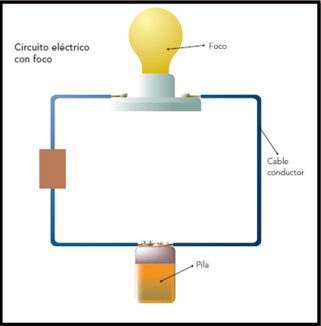 Circuito eléctrico
con foco
Foco
Cable
conductor
Pila